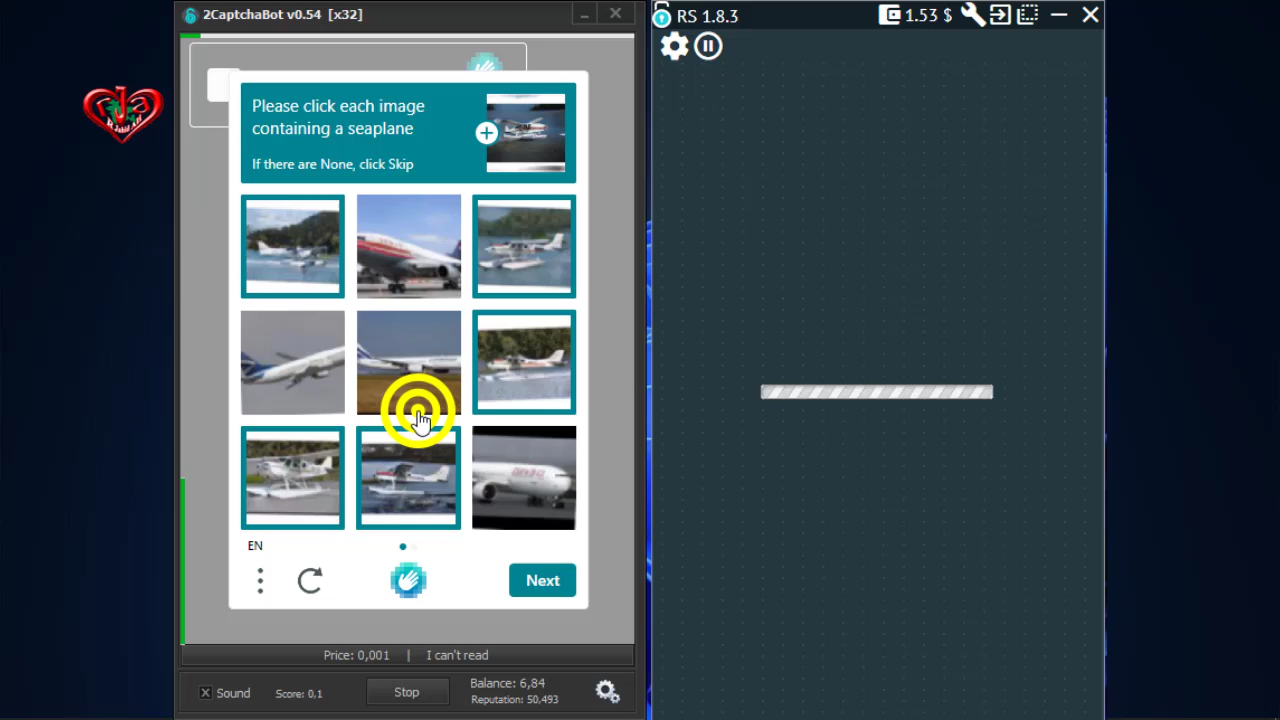 2CaptchaBot v0.54 [x32]
RS 1.8.3
1.53 $
Please click each image
containing a seaplane
If there are None, click Skip
EN
Next
Price: 0,001 | I can't read
Sound
Score: 0,1
Stop
Balance: 6,84
Reputation: 50,493